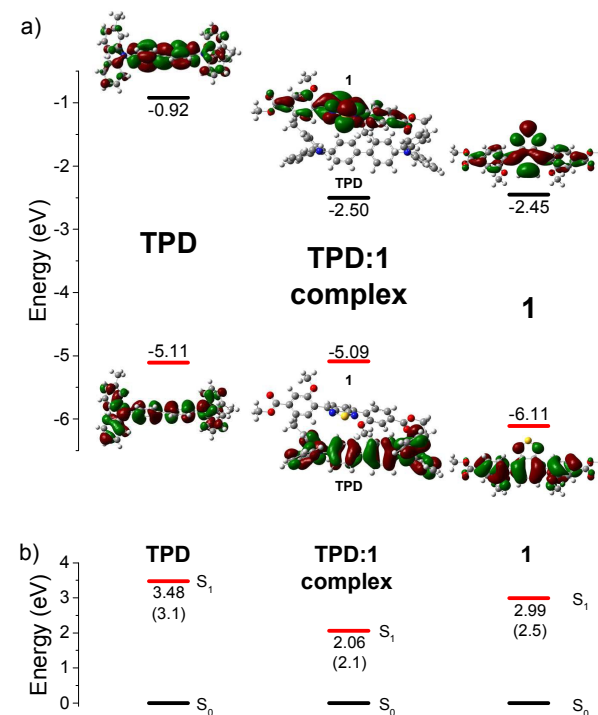 a)
Energy (eV)
-1
-2
-3
-4
-5
-6
-0.92
TPD
-5.11
1
TPD
-2.50
TPD:1
complex
-5.09
1
TPD
-2.45
1
-6.11
b)
Energy (eV)
4
3
2
1
0
TPD
S1
3.48
(3.1)
S0
TPD:1
complex
S1
2.06
(2.1)
S0
1
S1
2.99
(2.5)
S0